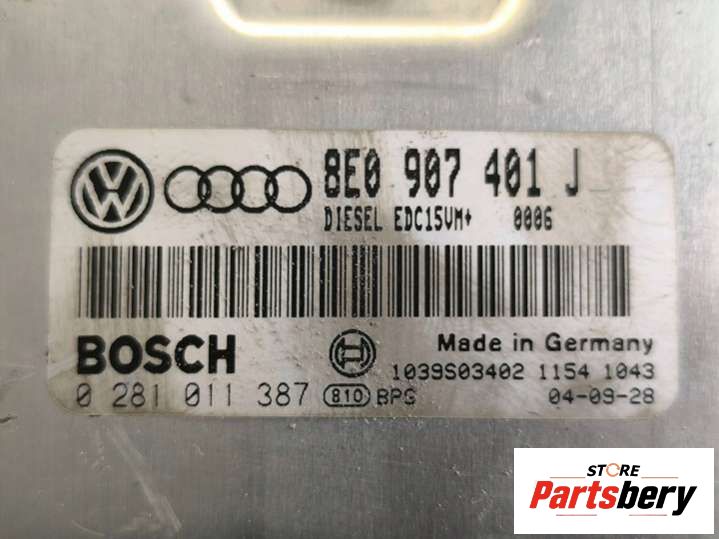 8E0 907 401 J
DIESEL EDC15VM+ 0006
BOSCH
Made in Germany
1039S03402 1154 1043
0 281 011 387 810 BPG 04-09-28
STORE
Partsbery